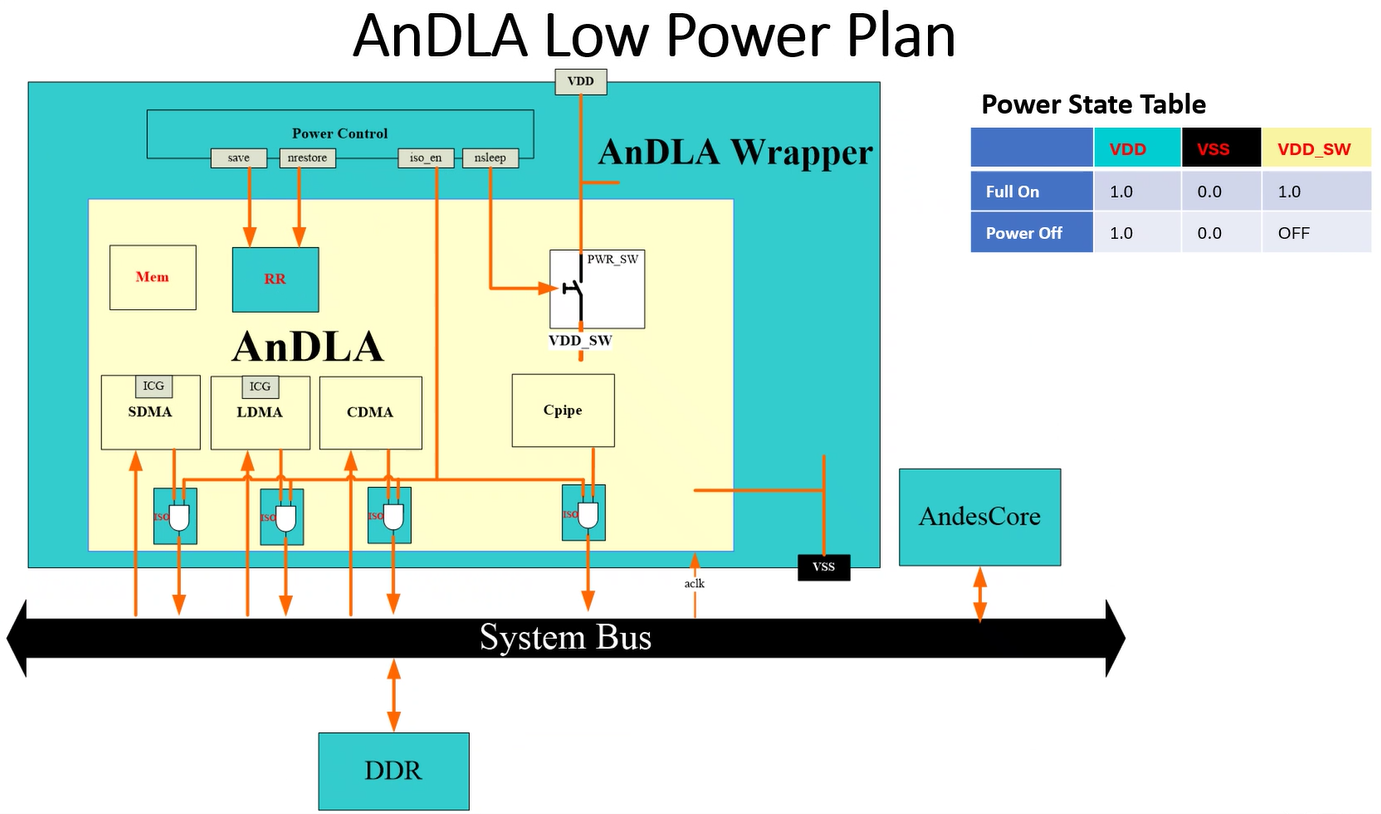 AnDLA Low Power Plan
VDD
Power Control
save
nrestore
iso_en
nsleep
AnDLA Wrapper
Power State Table
VDD VSS VDD_SW
Full On 1.0 0.0 1.0
Power Off 1.0 0.0 OFF
Mem
RR
PWR_SW
VDD_SW
AnDLA
ICG
SDMA
ICG
LDMA
CDMA
Cpipe
ISO
ISO
ISO
ISO
AndesCore
VSS
aclk
System Bus
DDR